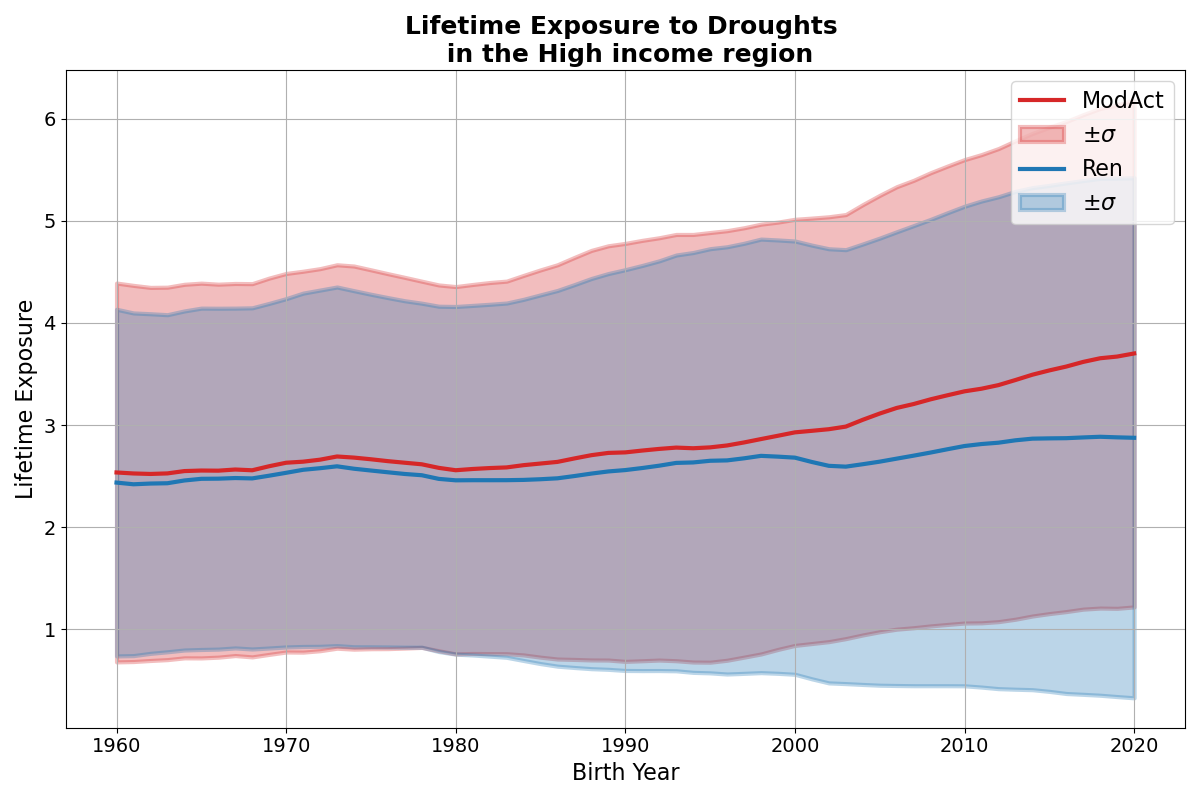 Lifetime Exposure to Droughts
in the High income region
ModAct
±σ
Ren
±σ
Lifetime Exposure
6
5
4
3
2
1
1960
1970
1980
1990
2000
2010
2020
Birth Year